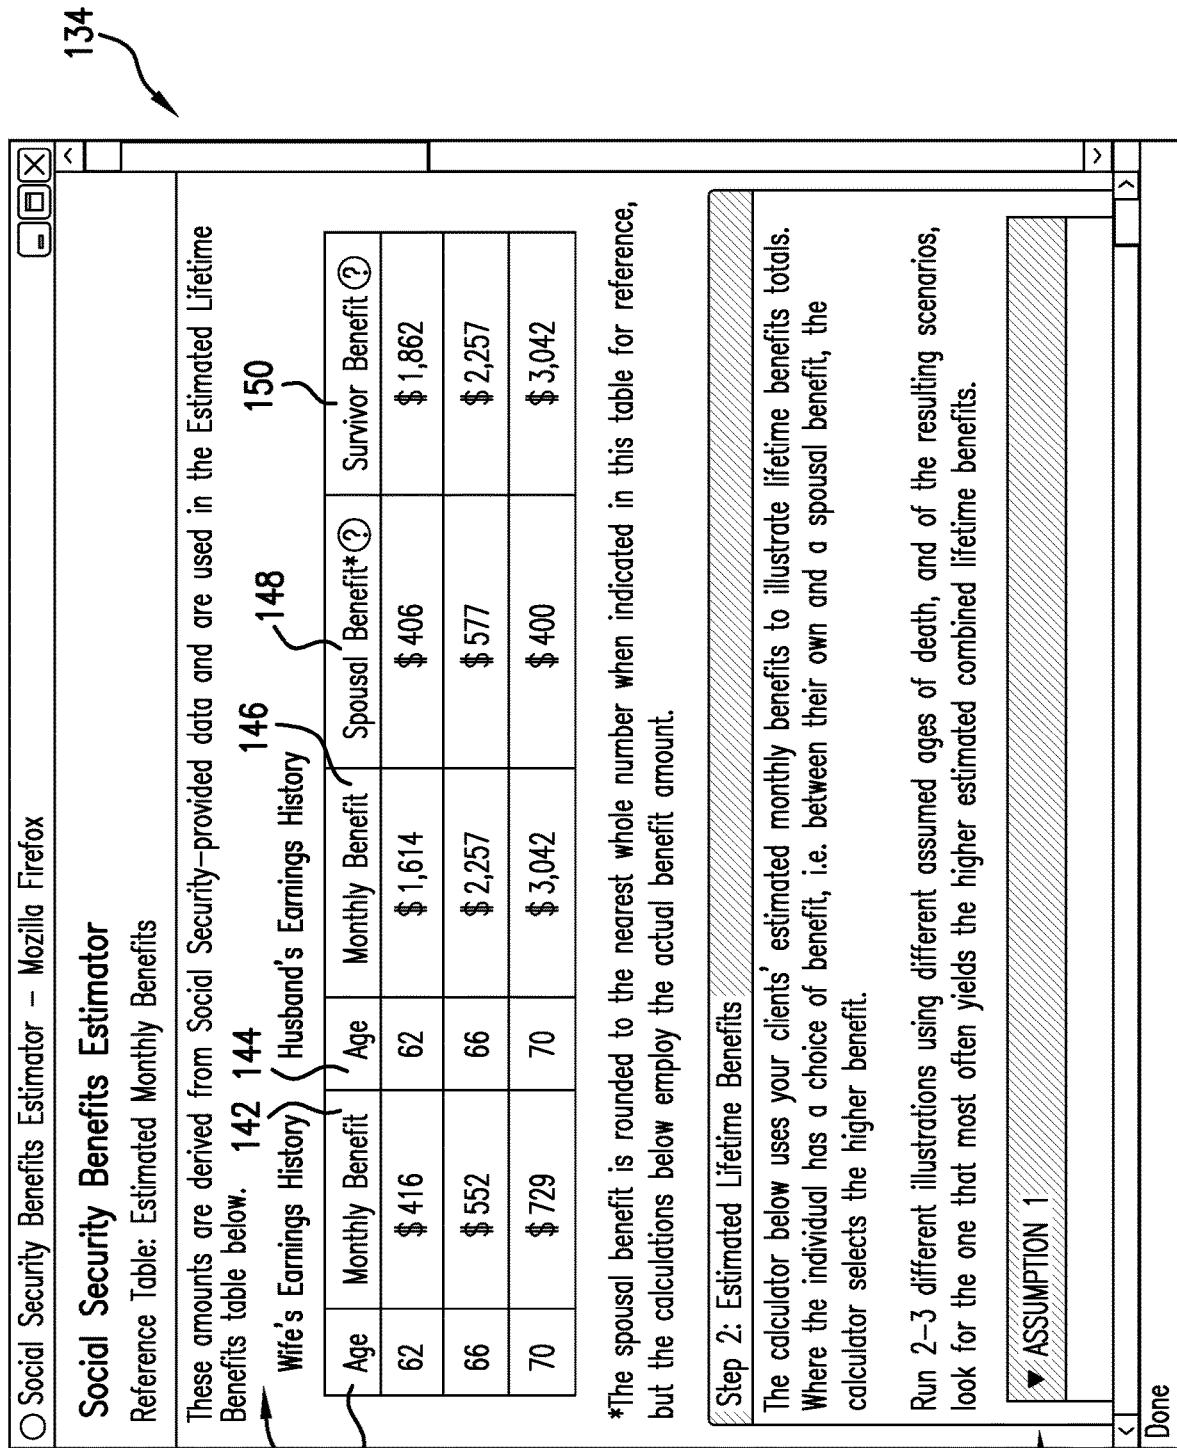 134
Social Security Benefits Estimator – Mozilla Firefox
Social Security Benefits Estimator
Reference Table: Estimated Monthly Benefits
These amounts are derived from Social Security–provided data and are used in the Estimated Lifetime
Benefits table below.
142 144 146 148 150
Wife's Earnings History Husband's Earnings History
Age Monthly Benefit Age Monthly Benefit Spousal Benefit*? Survivor Benefit ?
62 $ 416 62 $ 1,614 $ 406 $ 1,862
66 $ 552 66 $ 2,257 $ 577 $ 2,257
70 $ 729 70 $ 3,042 $ 400 $ 3,042
*The spousal benefit is rounded to the nearest whole number when indicated in this table for reference,
but the calculations below employ the actual benefit amount.
Step 2: Estimated Lifetime Benefits
The calculator below uses your clients' estimated monthly benefits to illustrate lifetime benefits totals.
Where the individual has a choice of benefit, i.e. between their own and a spousal benefit, the
calculator selects the higher benefit.
Run 2–3 different illustrations using different assumed ages of death, and of the resulting scenarios,
look for the one that most often yields the higher estimated combined lifetime benefits.
▼ ASSUMPTION 1
Done